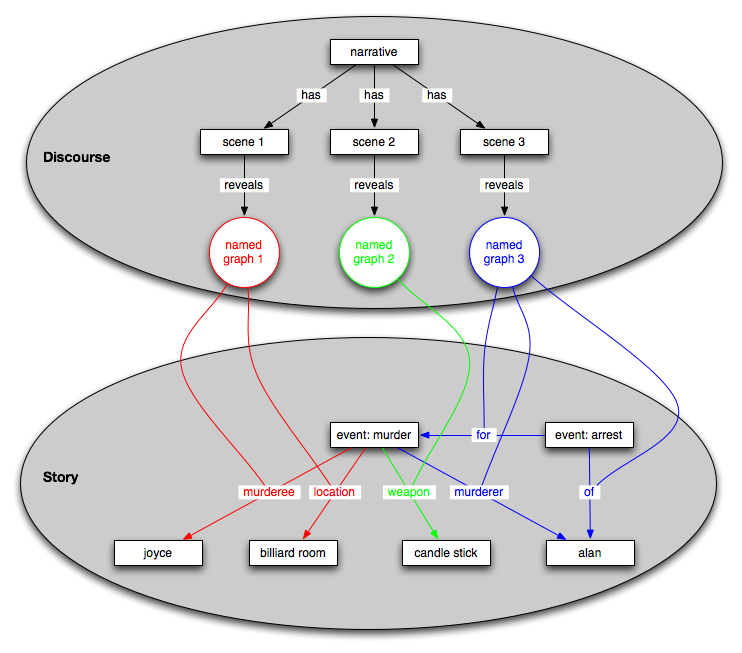 narrative
has
has
has
Discourse
scene 1
scene 2
scene 3
reveals
reveals
reveals
named
graph 1
named
graph 2
named
graph 3
event: murder
for
event: arrest
Story
murderee
location
weapon
murderer
of
joyce
billiard room
candle stick
alan